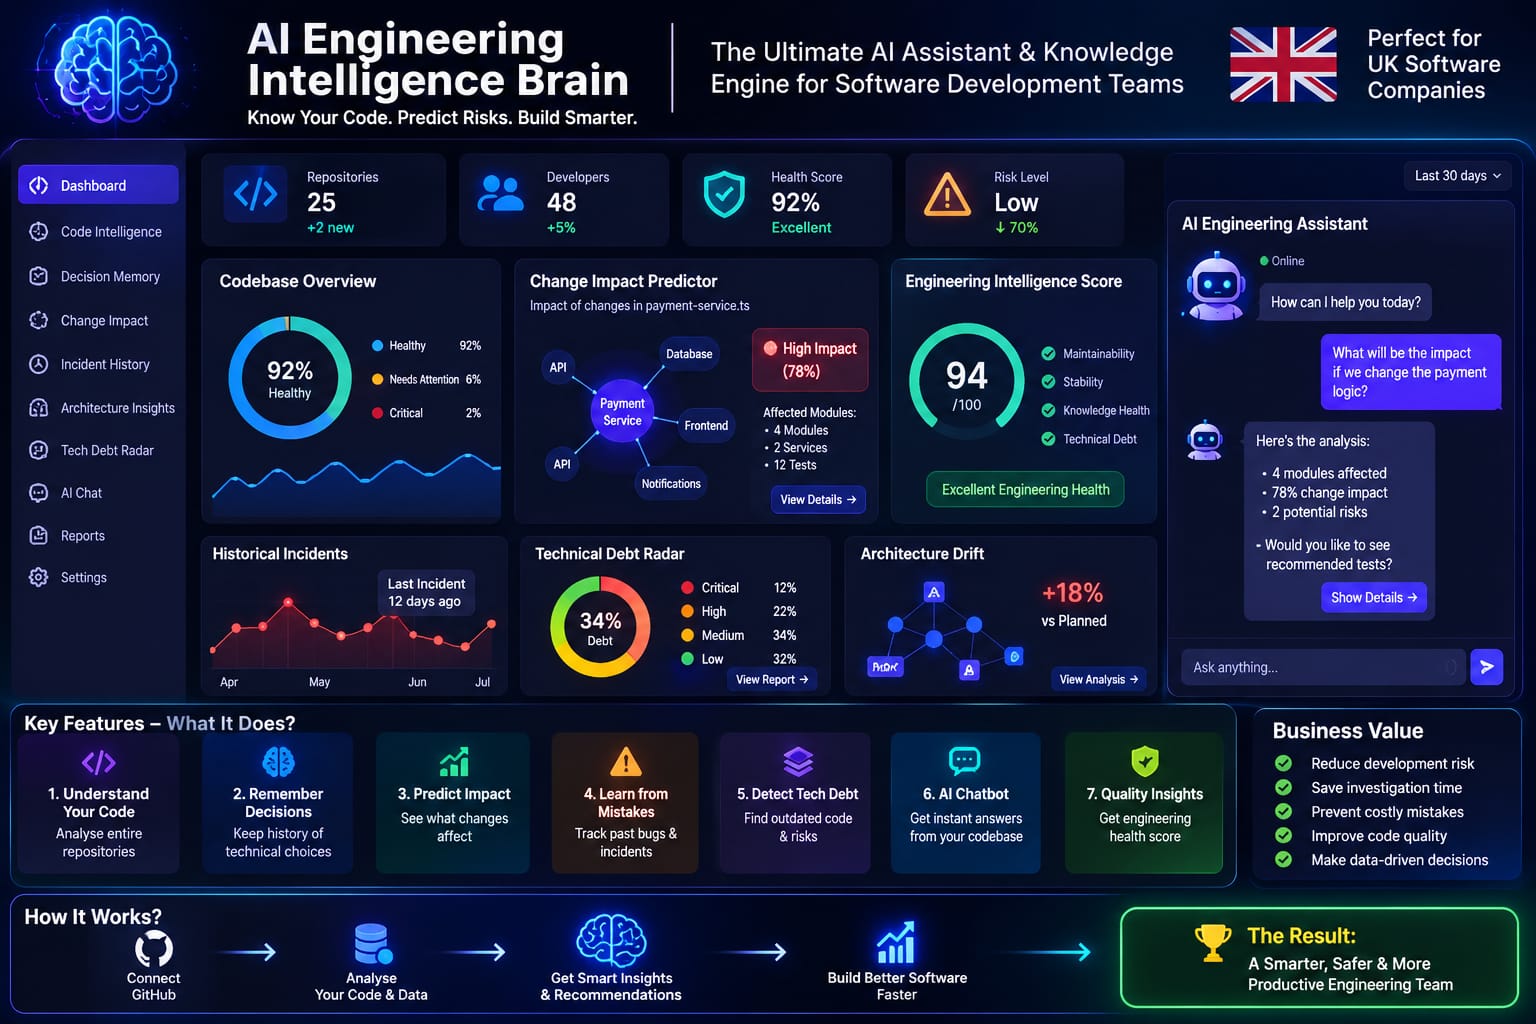 AI Engineering
Intelligence Brain
Know Your Code. Predict Risks. Build Smarter.
The Ultimate AI Assistant & Knowledge
Engine for Software Development Teams
Perfect for
UK Software
Companies
Dashboard
Code Intelligence
Decision Memory
Change Impact
Incident History
Architecture Insights
Tech Debt Radar
AI Chat
Reports
Settings
Repositories
25
+2 new
Developers
48
+5%
Health Score
92%
Excellent
Risk Level
Low
↓ 70%
Last 30 days
Codebase Overview
92%
Healthy
Healthy 92%
Needs Attention 6%
Critical 2%
Change Impact Predictor
Impact of changes in payment-service.ts
API
Database
Payment
Service
Frontend
API
Notifications
High Impact
(78%)
Affected Modules:
• 4 Modules
• 2 Services
• 12 Tests
View Details →
Engineering Intelligence Score
94
/100
Maintainability
Stability
Knowledge Health
Technical Debt
Excellent Engineering Health
AI Engineering Assistant
Online
How can I help you today?
What will be the impact
if we change the payment
logic?
Here's the analysis:
• 4 modules affected
• 78% change impact
• 2 potential risks
- Would you like to see
recommended tests?
Show Details →
Ask anything...
Historical Incidents
Last Incident
12 days ago
Apr May Jun Jul
Technical Debt Radar
34%
Debt
Critical 12%
High 22%
Medium 34%
Low 32%
View Report →
Architecture Drift
+18%
vs Planned
View Analysis →
Key Features – What It Does?
1. Understand
Your Code
Analyse entire
repositories
2. Remember
Decisions
Keep history of
technical choices
3. Predict Impact
See what changes
affect
4. Learn from
Mistakes
Track past bugs &
incidents
5. Detect Tech Debt
Find outdated code
& risks
6. AI Chatbot
Get instant answers
from your codebase
7. Quality Insights
Get engineering
health score
Business Value
Reduce development risk
Save investigation time
Prevent costly mistakes
Improve code quality
Make data-driven decisions
How It Works?
Connect
GitHub
Analyse
Your Code & Data
Get Smart Insights
& Recommendations
Build Better Software
Faster
The Result:
A Smarter, Safer & More
Productive Engineering Team